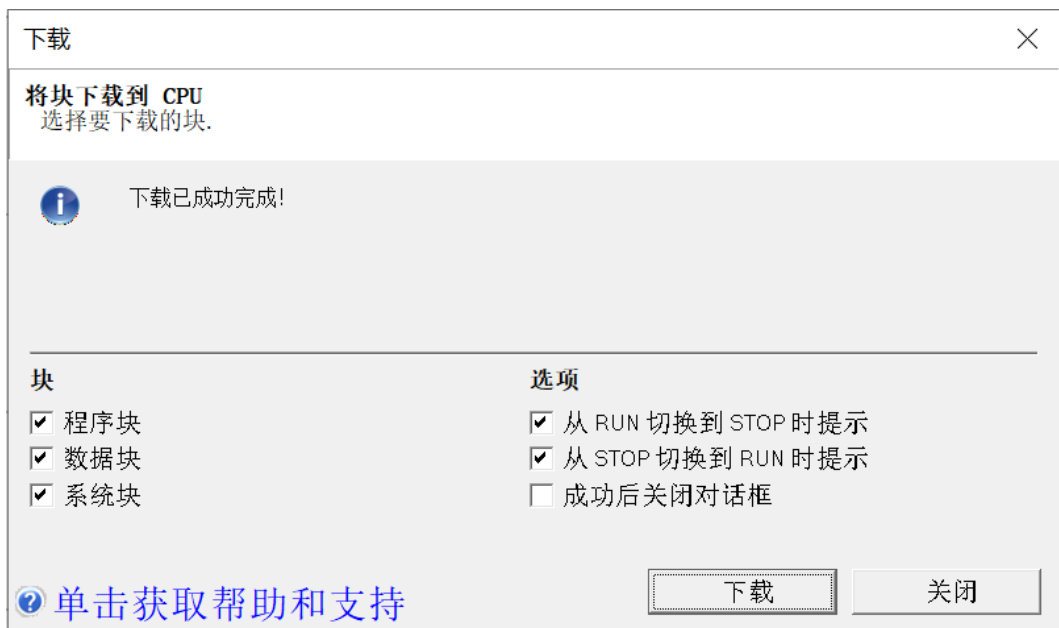 下载
将块下载到 CPU
选择要下载的块.
下载已成功完成!
块
选项
程序块
从 RUN 切换到 STOP 时提示
数据块
从 STOP 切换到 RUN 时提示
系统块
成功后关闭对话框
单击获取帮助和支持
下载
关闭